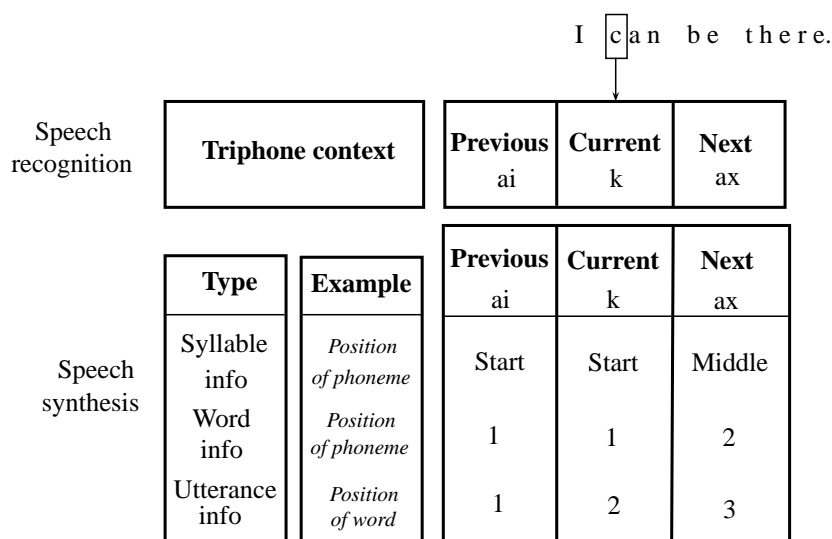 I can be there.
Speech
recognition
Triphone context
Previous Current Next
ai k ax
Previous Current Next
ai k ax
Type Example
Speech
synthesis
Syllable
info
Position
of phoneme
Start Start Middle
Word
info
Position
of phoneme
1 1 2
Utterance
info
Position
of word
1 2 3